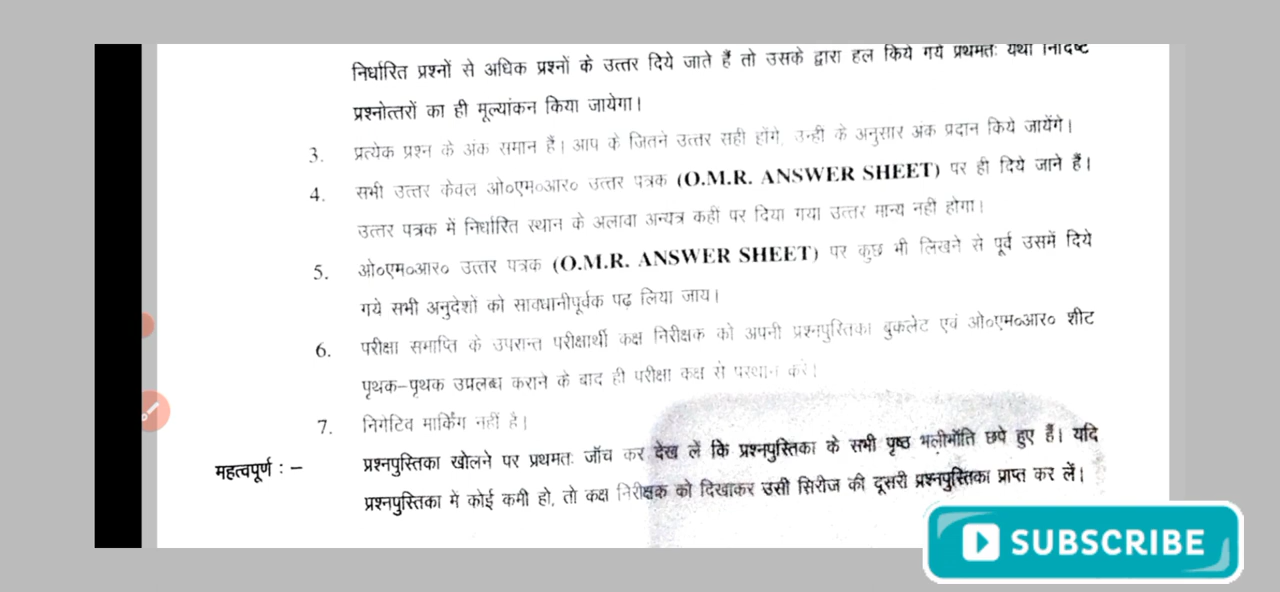 निर्धारित प्रश्नों से अधिक प्रश्नों के उत्तर दिये जाते हैं तो उसके द्वारा हल किये गये प्रथमतः यथा निर्दिष्ट
प्रश्नोत्तरों का ही मूल्यांकन किया जायेगा।
3. प्रत्येक प्रश्न के अंक समान हैं। आप के जितने उत्तर सही होंगे, उन्हीं के अनुसार अंक प्रदान किये जायेंगे।
4. सभी उत्तर केवल ओ०एम०आर० उत्तर पत्रक (O.M.R. ANSWER SHEET) पर ही दिये जाने हैं।
उत्तर पत्रक में निर्धारित स्थान के अलावा अन्यत्र कहीं पर दिया गया उत्तर मान्य नही होगा।
5. ओ०एम०आर० उत्तर पत्रक (O.M.R. ANSWER SHEET) पर कुछ भी लिखने से पूर्व उसमें दिये
गये सभी अनुदेशों को सावधानीपूर्वक पढ़ लिया जाय।
6. परीक्षा समाप्ति के उपरान्त परीक्षार्थी कक्ष निरीक्षक को अपनी प्रश्नपुस्तिका बुकलेट एवं ओ०एम०आर० शीट
पृथक-पृथक उपलब्ध कराने के बाद ही परीक्षा कक्ष से प्रस्थान करें।
7. निगेटिव मार्किंग नहीं है।
महत्वपूर्ण : – प्रश्नपुस्तिका खोलने पर प्रथमतः जॉच कर देख लें कि प्रश्नपुस्तिका के सभी पृष्ठ भलीभॉति छपे हुए हैं। यदि
प्रश्नपुस्तिका में कोई कमी हो, तो कक्ष निरीक्षक को दिखाकर उसी सिरीज की दूसरी प्रश्नपुस्तिका प्राप्त कर लें।
SUBSCRIBE